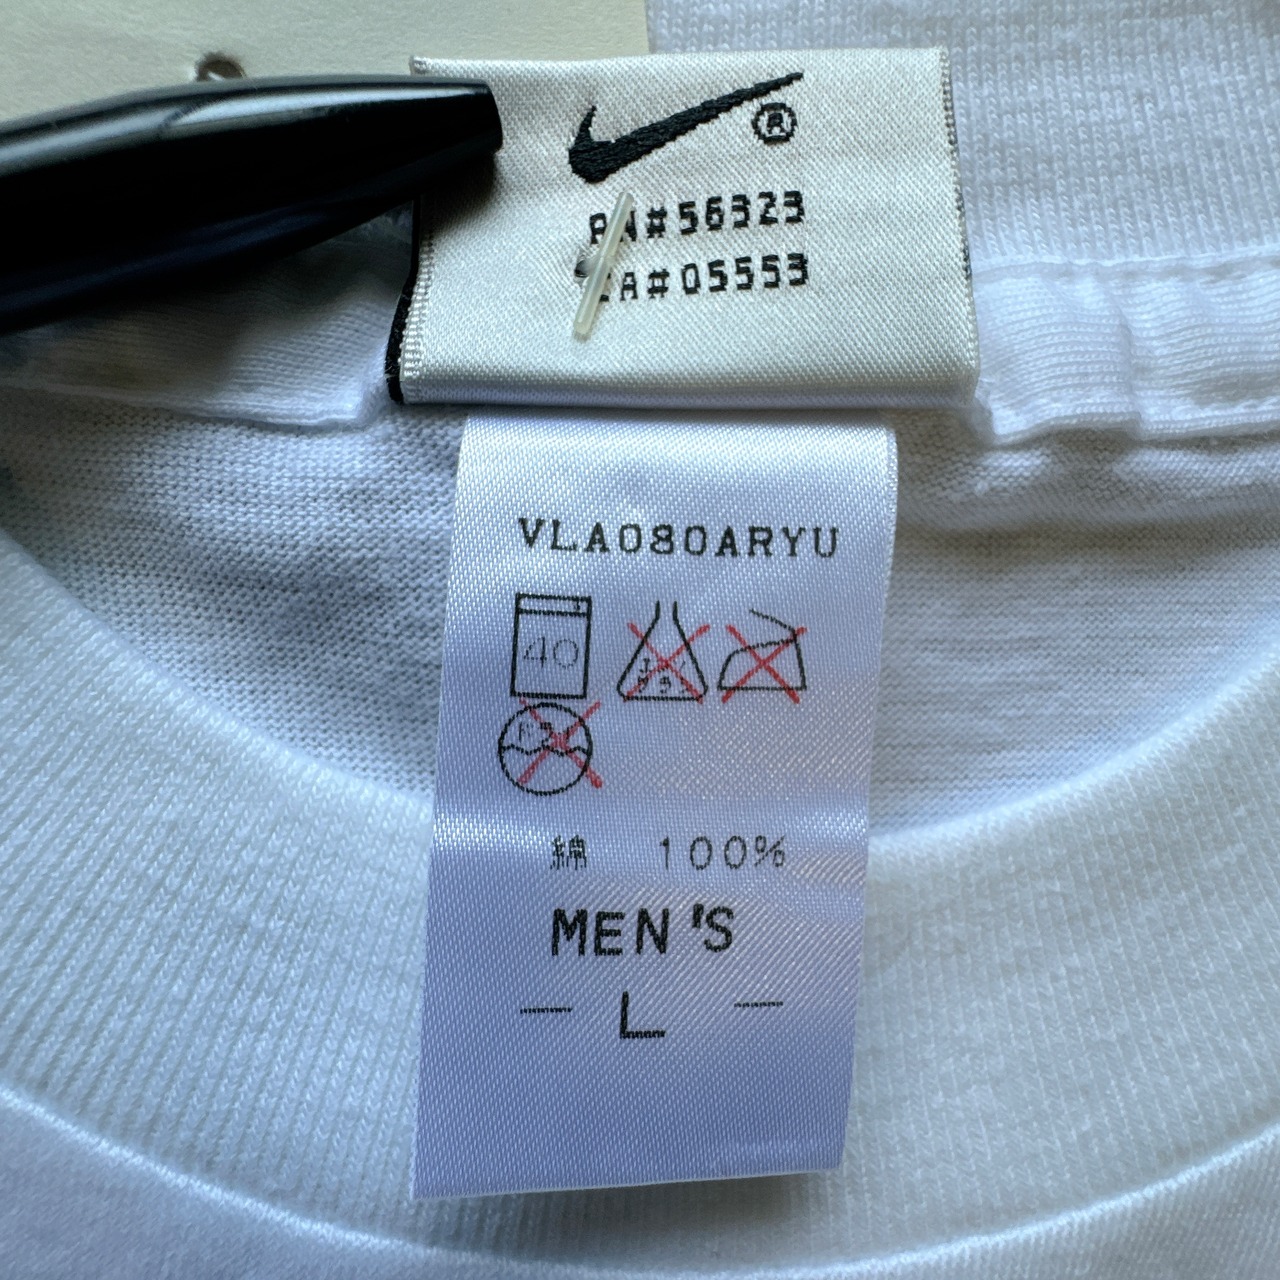 ®
RN#56323
CA#05553
VLA080ARYU
40
綿 100%
MEN'S
— L —